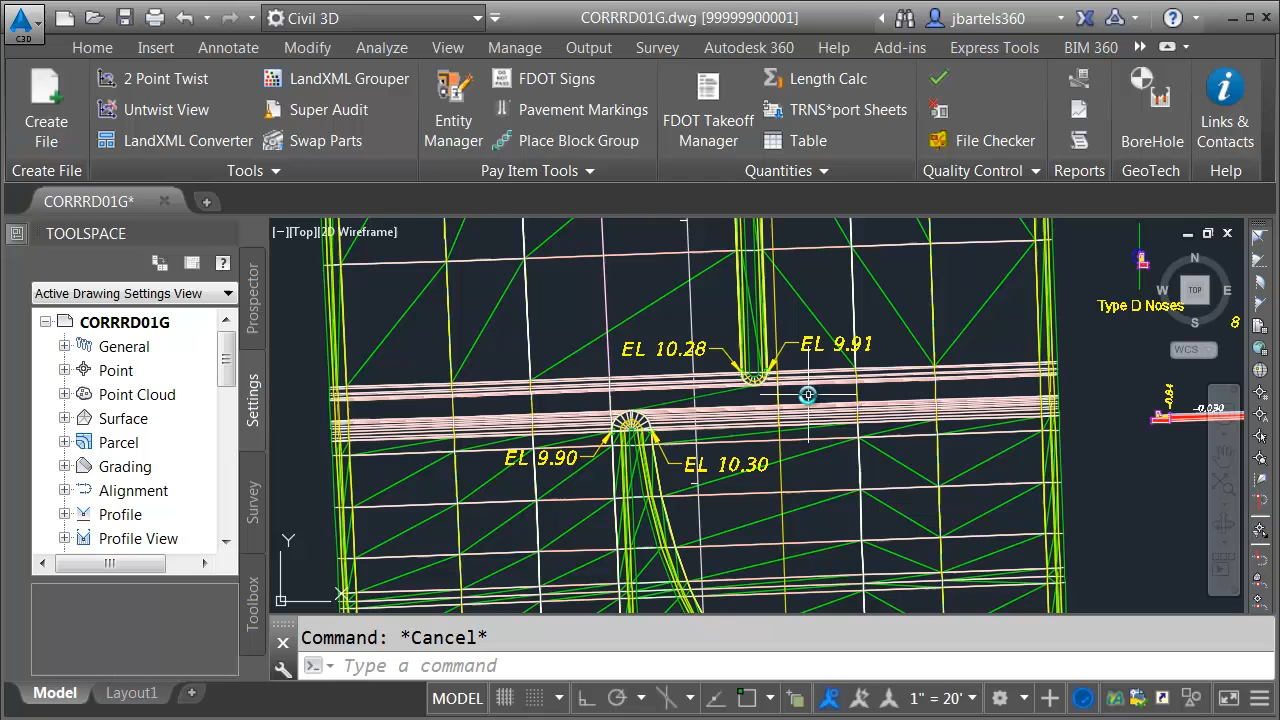 Civil 3D
CORRRD01G.dwg [99999900001]
jbartels360
C3D
Home Insert Annotate Modify Analyze View Manage Output Survey Autodesk 360 Help Add-ins Express Tools BIM 360
Create File
2 Point Twist
Untwist View
LandXML Converter
LandXML Grouper
Super Audit
Swap Parts
Entity Manager
FDOT Signs
Pavement Markings
Place Block Group
FDOT Takeoff Manager
Length Calc
TRNS*port Sheets
Table
File Checker
BoreHole
Links & Contacts
Create File Tools Pay Item Tools Quantities Quality Control Reports GeoTech Help
CORRRD01G*
TOOLSPACE
Active Drawing Settings View
CORRRD01G
General
Point
Point Cloud
Surface
Parcel
Grading
Alignment
Profile
Profile View
Prospector
Settings
Survey
Toolbox
[−][Top][2D Wireframe]
EL 10.28
EL 9.91
EL 9.90
EL 10.30
N
W TOP E
S
WCS
Type D Noses
8
-0.84
-0.030
Y
X
Command: *Cancel*
Type a command
Model Layout1
MODEL
1" = 20'